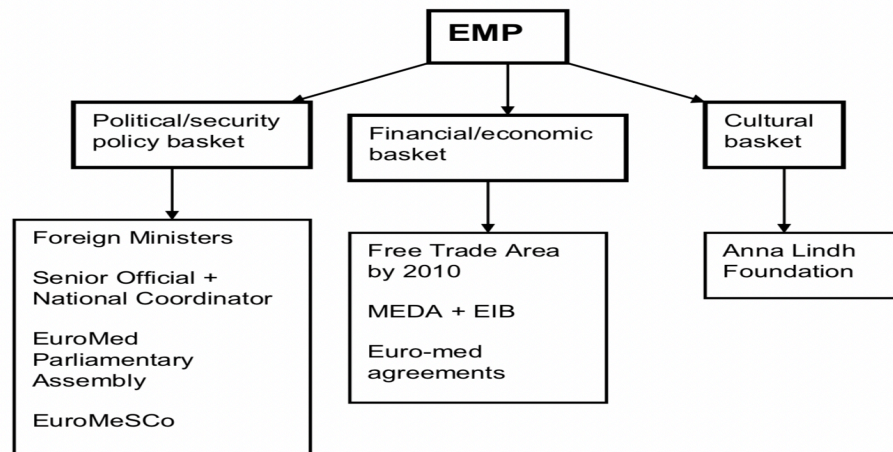 EMP
Political/security
policy basket
Financial/economic
basket
Cultural
basket
Foreign Ministers
Senior Official +
National Coordinator
EuroMed
Parliamentary
Assembly
EuroMeSCo
Free Trade Area
by 2010
MEDA + EIB
Euro-med
agreements
Anna Lindh
Foundation